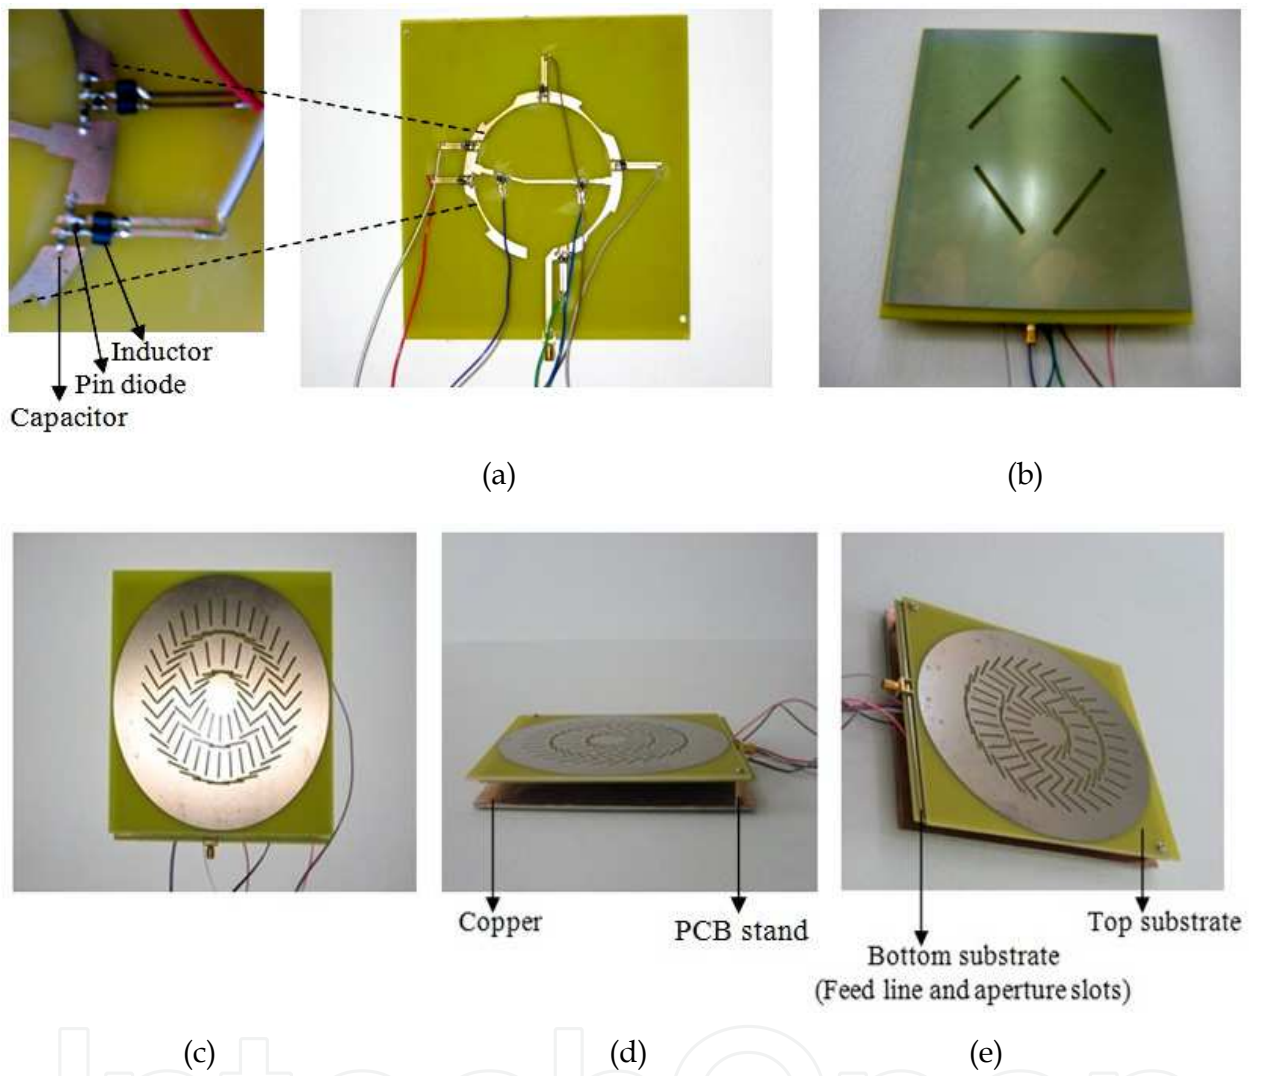 Inductor
Pin diode
Capacitor
(a)
(b)
Copper
PCB stand
Top substrate
Bottom substrate
(Feed line and aperture slots)
(c)
(d)
(e)